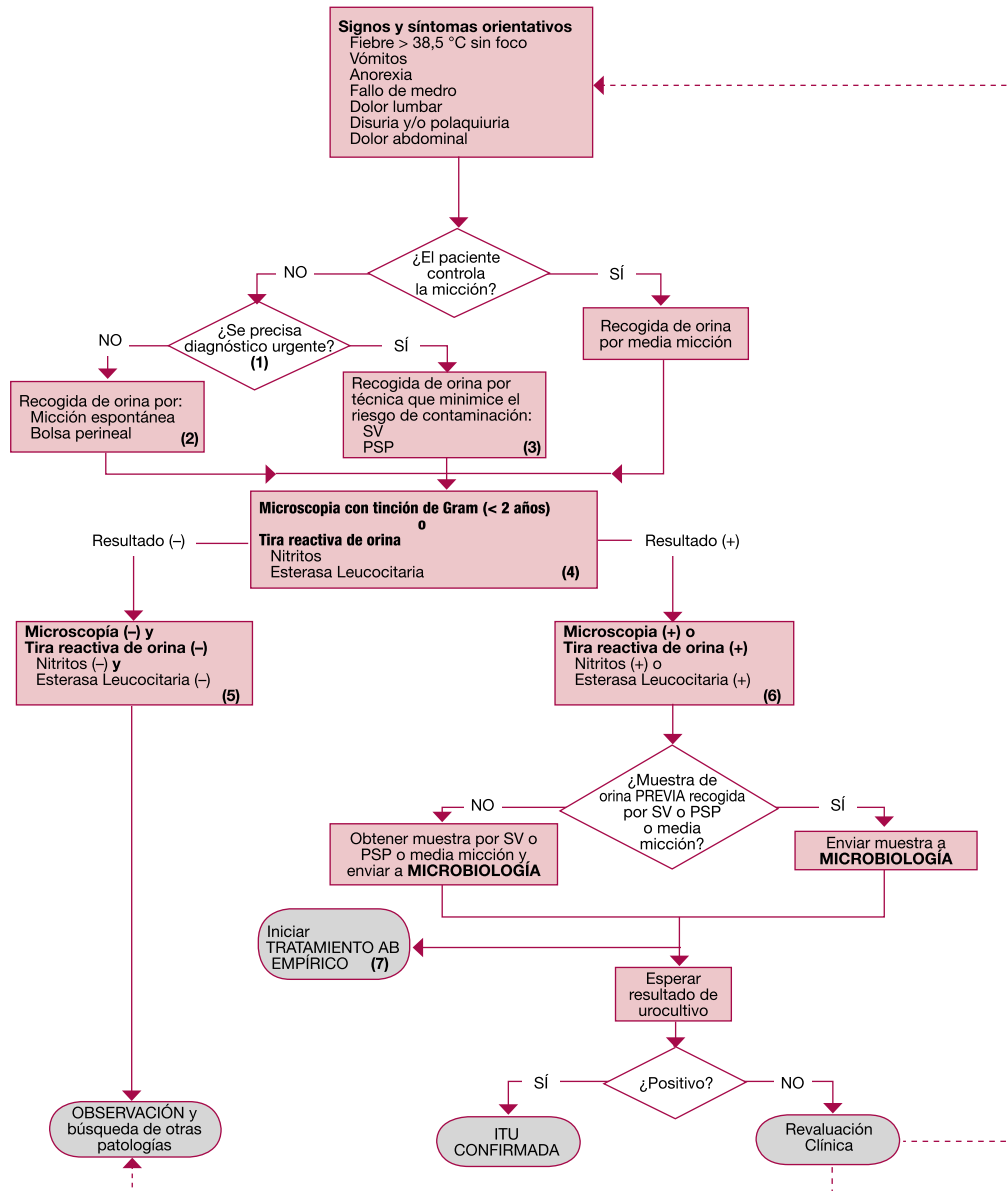 Signos y síntomas orientativos
Fiebre > 38,5 °C sin foco
Vómitos
Anorexia
Fallo de medro
Dolor lumbar
Disuria y/o polaquiuria
Dolor abdominal
¿El paciente
controla
la micción?
NO
SÍ
¿Se precisa
diagnóstico urgente?
(1)
NO
SÍ
Recogida de orina
por media micción
Recogida de orina por:
Micción espontánea
Bolsa perineal
(2)
Recogida de orina por
técnica que minimice el
riesgo de contaminación:
SV
PSP
(3)
Microscopia con tinción de Gram (< 2 años)
o
Tira reactiva de orina
Nitritos
Esterasa Leucocitaria
(4)
Resultado (–)
Resultado (+)
Microscopía (–) y
Tira reactiva de orina (–)
Nitritos (–) y
Esterasa Leucocitaria (–)
(5)
Microscopia (+) o
Tira reactiva de orina (+)
Nitritos (+) o
Esterasa Leucocitaria (+)
(6)
¿Muestra de
orina PREVIA recogida
por SV o PSP
o media
micción?
NO
SÍ
Obtener muestra por SV o
PSP o media micción y
enviar a MICROBIOLOGÍA
Enviar muestra a
MICROBIOLOGÍA
Iniciar
TRATAMIENTO AB
EMPÍRICO (7)
Esperar
resultado de
urocultivo
¿Positivo?
SÍ
NO
OBSERVACIÓN y
búsqueda de otras
patologías
ITU
CONFIRMADA
Revaluación
Clínica